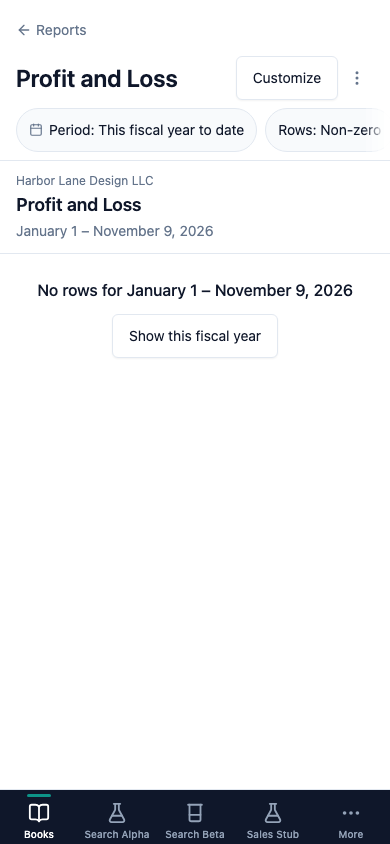 Reports
Profit and Loss
Customize
Period: This fiscal year to date
Rows: Non-zero
Harbor Lane Design LLC
Profit and Loss
January 1 – November 9, 2026
No rows for January 1 – November 9, 2026
Show this fiscal year
Books
Search Alpha
Search Beta
Sales Stub
More